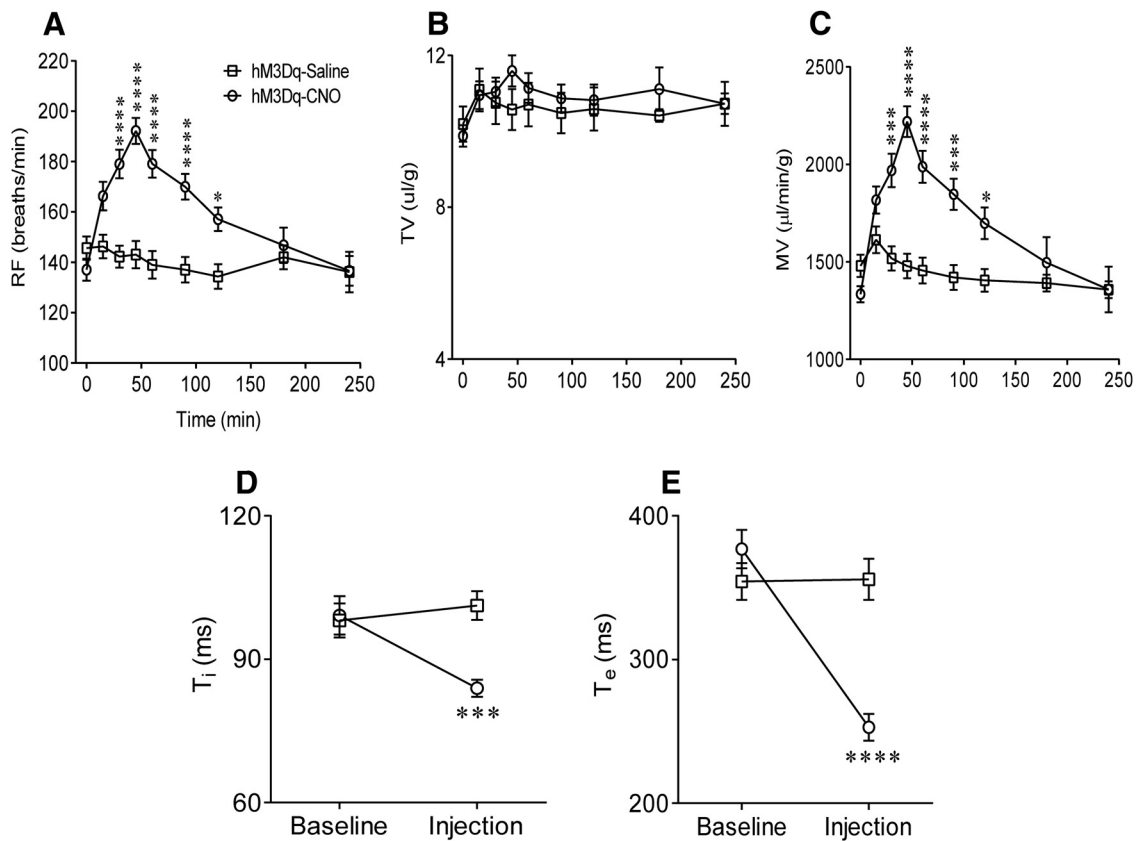 A
B
C
220
200
180
160
140
120
100
RF (breaths/min)
hM3Dq-Saline
hM3Dq-CNO
****
****
****
****
*
0
50
100
150
200
250
Time (min)
12
8
4
TV (ul/g)
0
50
100
150
200
250
2500
2000
1500
1000
MV (µl/min/g)
***
****
****
***
*
0
50
100
150
200
250
D
E
120
90
60
Ti (ms)
***
Baseline
Injection
400
300
200
Te (ms)
****
Baseline
Injection